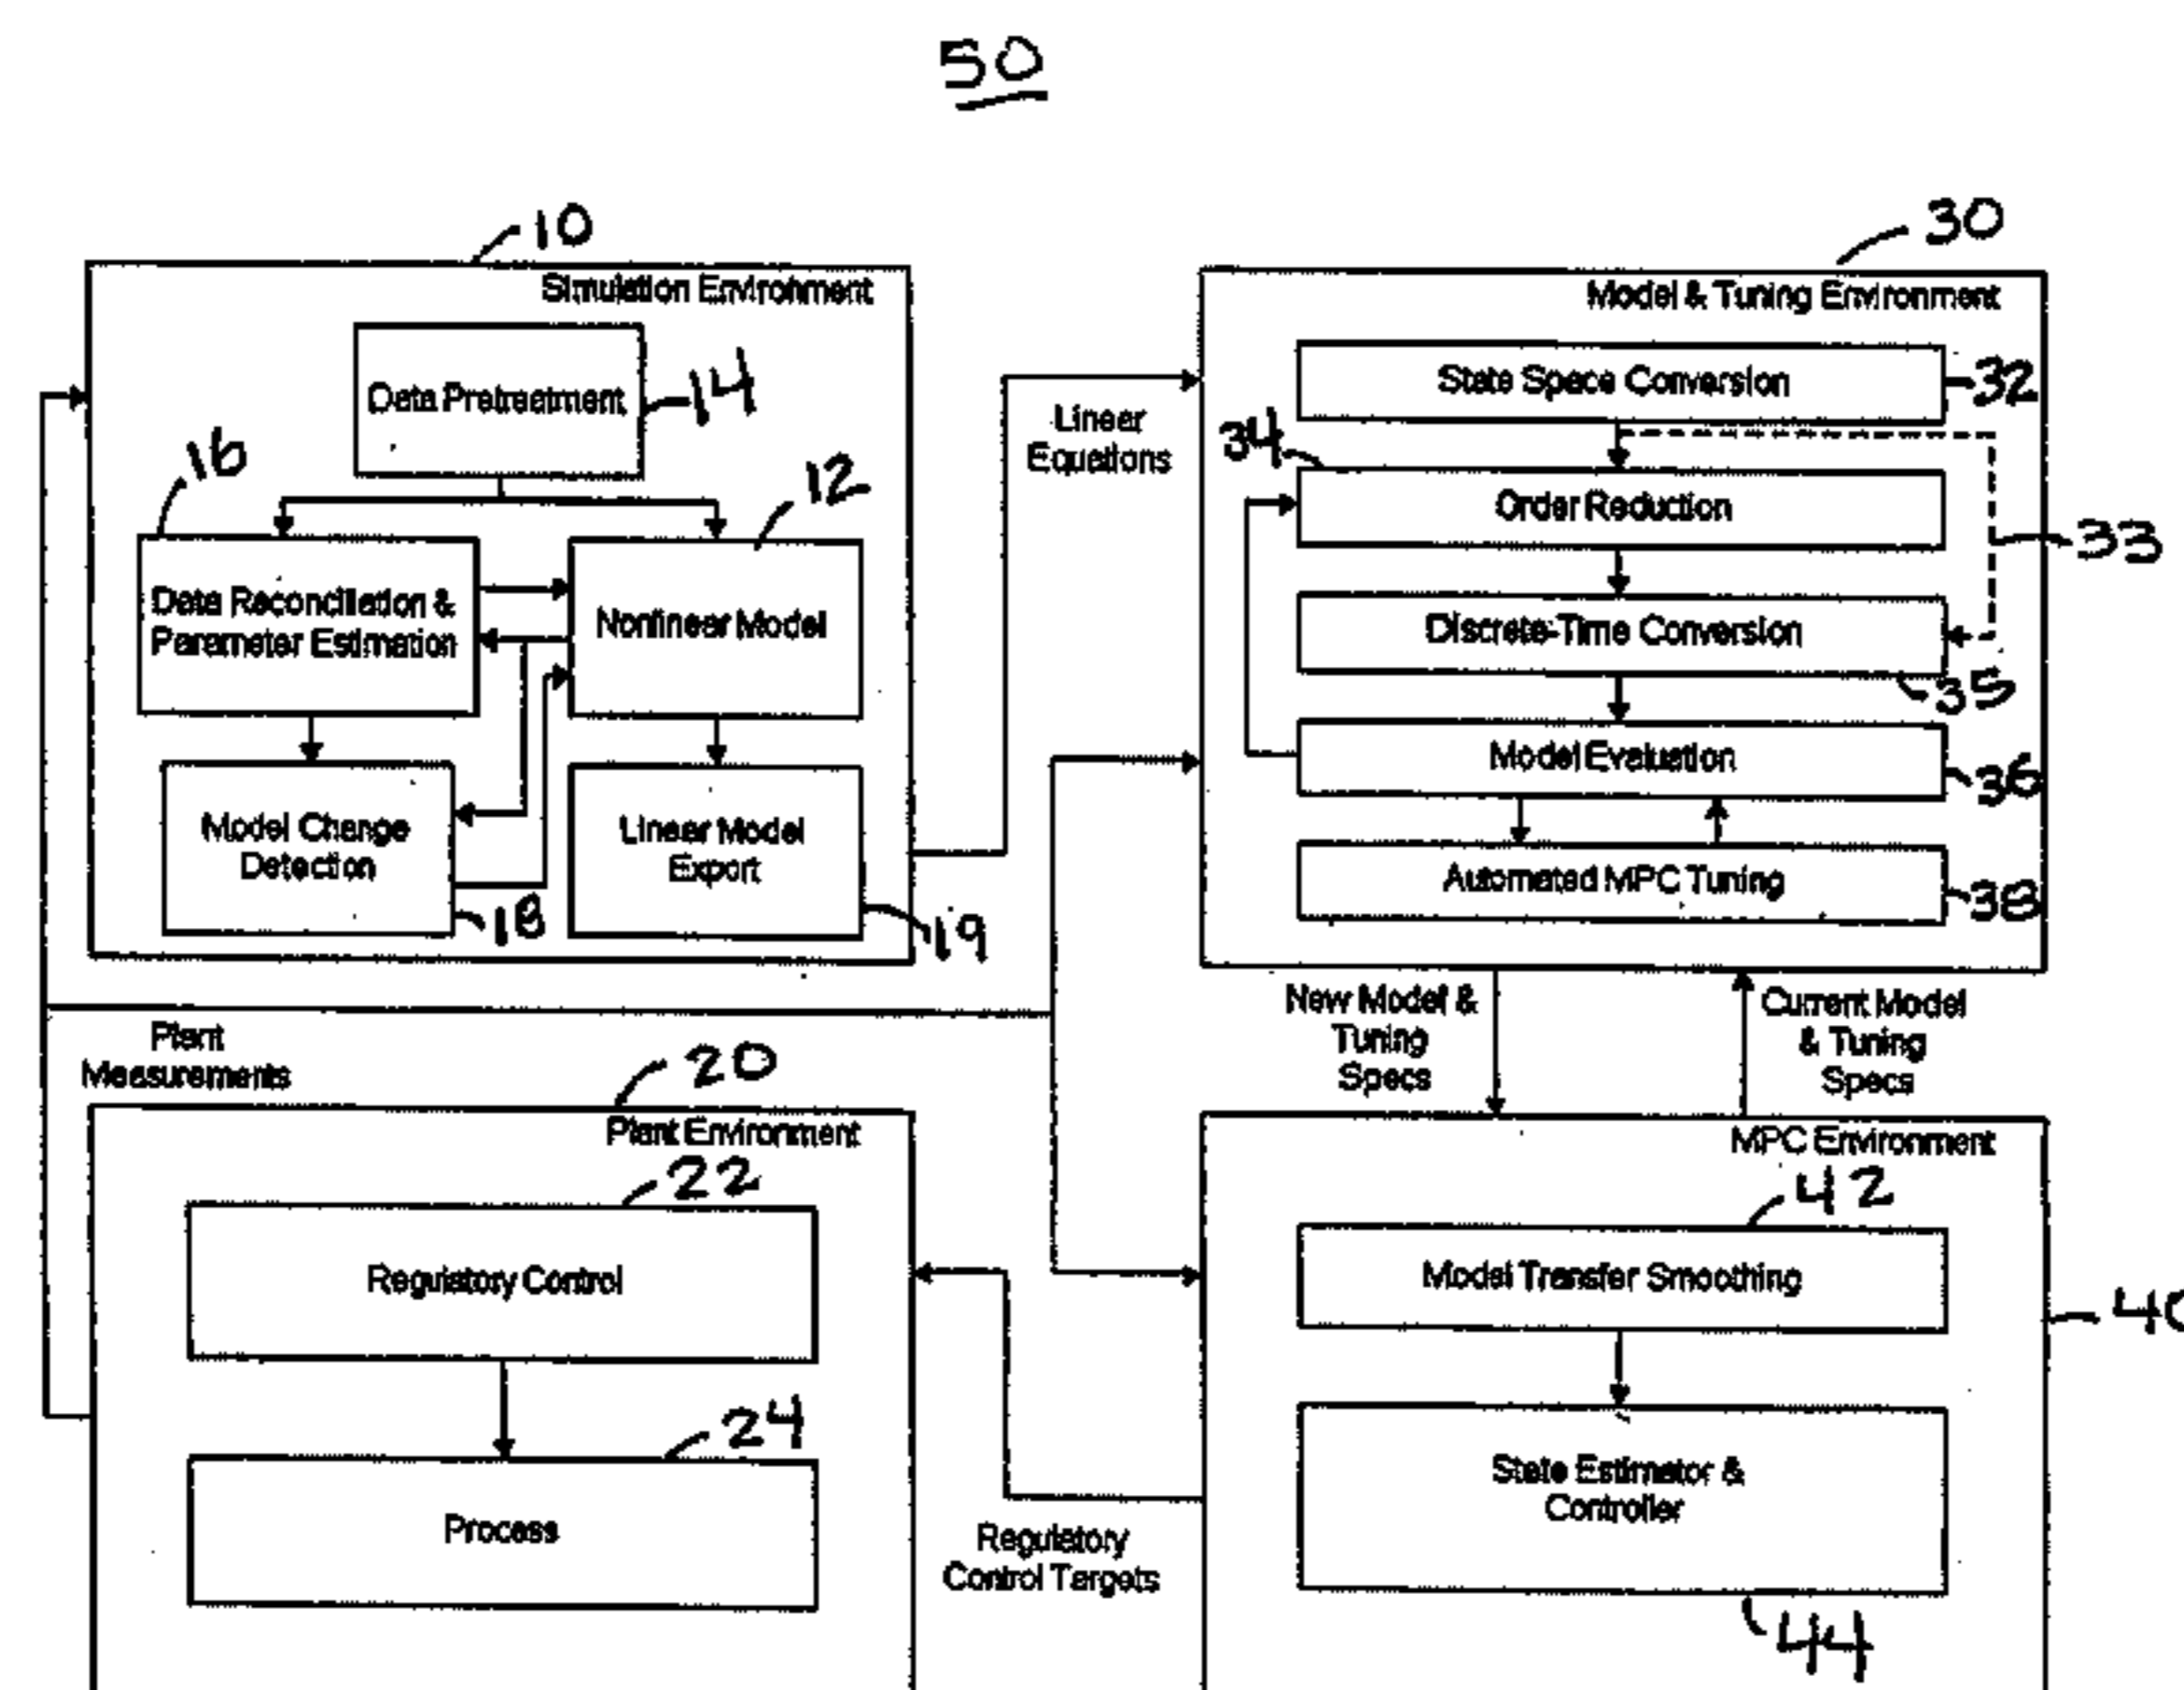 50
10
Simulation Environment
Data Pretreatment
14
16
12
Data Reconciliation &
Parameter Estimation
Nonlinear Model
Model Change
Detection
18
Linear Model
Export
19
Linear
Equations
30
Model & Tuning Environment
State Space Conversion
32
34
Order Reduction
33
Discrete-Time Conversion
35
Model Evaluation
36
Automated MPC Tuning
38
Plant
Measurements
New Model &
Tuning
Specs
Current Model
& Tuning
Specs
20
Plant Environment
22
Regulatory Control
24
Process
Regulatory
Control Targets
MPC Environment
42
Model Transfer Smoothing
40
State Estimator &
Controller
44